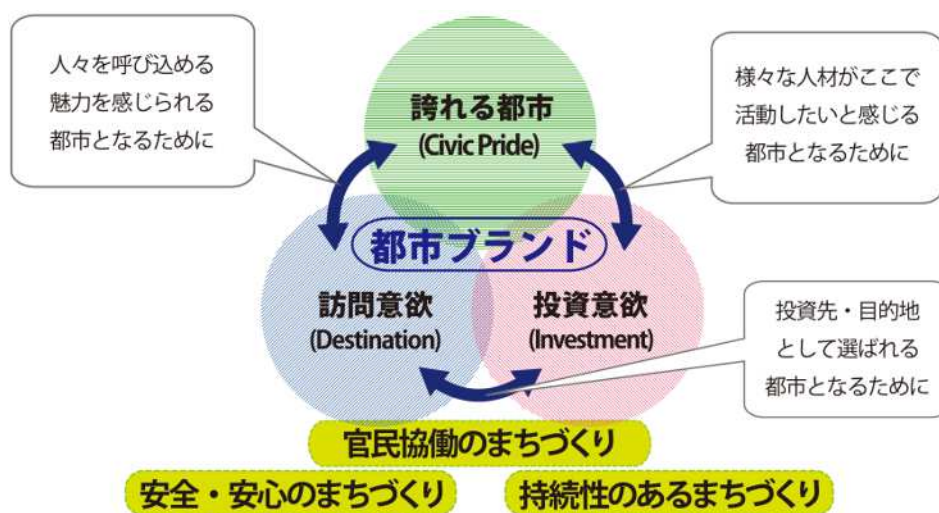 人々を呼び込める
魅力を感じられる
都市となるために
誇れる都市
(Civic Pride)
様々な人材がここで
活動したいと感じる
都市となるために
都市ブランド
訪問意欲
(Destination)
投資意欲
(Investment)
投資先・目的地
として選ばれる
都市となるために
官民協働のまちづくり
安全・安心のまちづくり
持続性のあるまちづくり